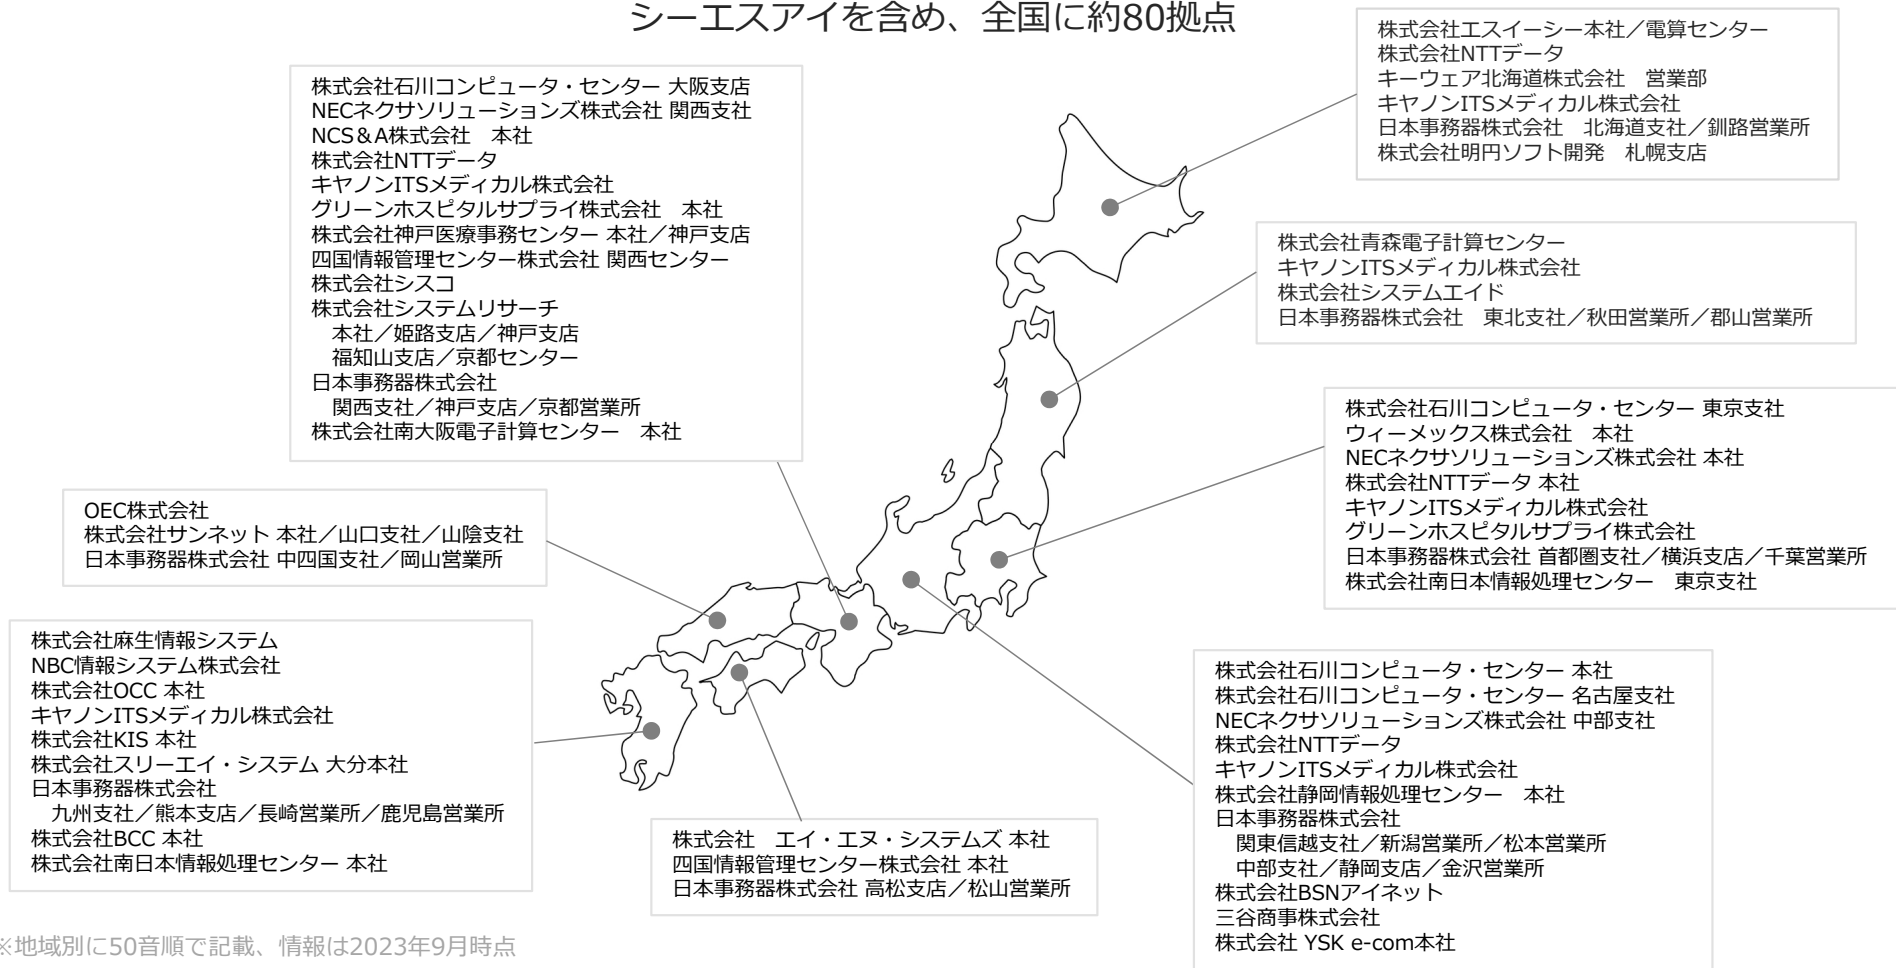 シーエスアイを含め、全国に約80拠点
株式会社エスイーシー本社／電算センター
株式会社NTTデータ
キーウェア北海道株式会社　営業部
キヤノンITSメディカル株式会社
日本事務器株式会社　北海道支社／釧路営業所
株式会社明円ソフト開発　札幌支店
株式会社石川コンピュータ・センター 大阪支店
NECネクサソリューションズ株式会社 関西支社
NCS＆A株式会社　本社
株式会社NTTデータ
キヤノンITSメディカル株式会社
グリーンホスピタルサプライ株式会社　本社
株式会社神戸医療事務センター 本社／神戸支店
四国情報管理センター株式会社 関西センター
株式会社シスコ
株式会社システムリサーチ
　本社／姫路支店／神戸支店
　福知山支店／京都センター
日本事務器株式会社
　関西支社／神戸支店／京都営業所
株式会社南大阪電子計算センター　本社
株式会社青森電子計算センター
キヤノンITSメディカル株式会社
株式会社システムエイド
日本事務器株式会社　東北支社／秋田営業所／郡山営業所
株式会社石川コンピュータ・センター 東京支社
ウィーメックス株式会社　本社
NECネクサソリューションズ株式会社 本社
株式会社NTTデータ 本社
キヤノンITSメディカル株式会社
グリーンホスピタルサプライ株式会社
日本事務器株式会社 首都圏支社／横浜支店／千葉営業所
株式会社南日本情報処理センター　東京支社
OEC株式会社
株式会社サンネット 本社／山口支社／山陰支社
日本事務器株式会社 中四国支社／岡山営業所
株式会社麻生情報システム
NBC情報システム株式会社
株式会社OCC 本社
キヤノンITSメディカル株式会社
株式会社KIS 本社
株式会社スリーエイ・システム 大分本社
日本事務器株式会社
　九州支社／熊本支店／長崎営業所／鹿児島営業所
株式会社BCC 本社
株式会社南日本情報処理センター 本社
株式会社　エイ・エヌ・システムズ 本社
四国情報管理センター株式会社 本社
日本事務器株式会社 高松支店／松山営業所
株式会社石川コンピュータ・センター 本社
株式会社石川コンピュータ・センター 名古屋支社
NECネクサソリューションズ株式会社 中部支社
株式会社NTTデータ
キヤノンITSメディカル株式会社
株式会社静岡情報処理センター　本社
日本事務器株式会社
　関東信越支社／新潟営業所／松本営業所
　中部支社／静岡支店／金沢営業所
株式会社BSNアイネット
三谷商事株式会社
株式会社 YSK e-com本社
※地域別に50音順で記載、情報は2023年9月時点